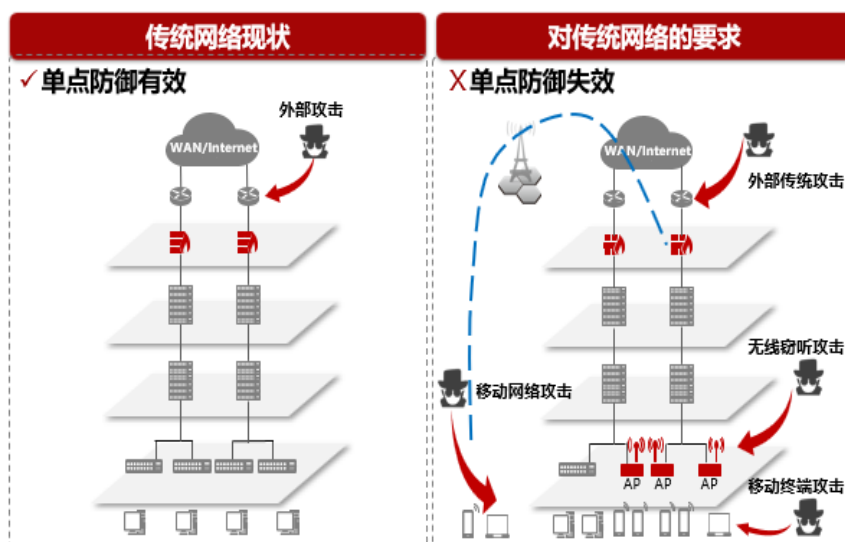 传统网络现状
✓单点防御有效
外部攻击
WAN/Internet
对传统网络的要求
X单点防御失效
WAN/Internet
外部传统攻击
无线窃听攻击
移动网络攻击
AP
AP
AP
移动终端攻击